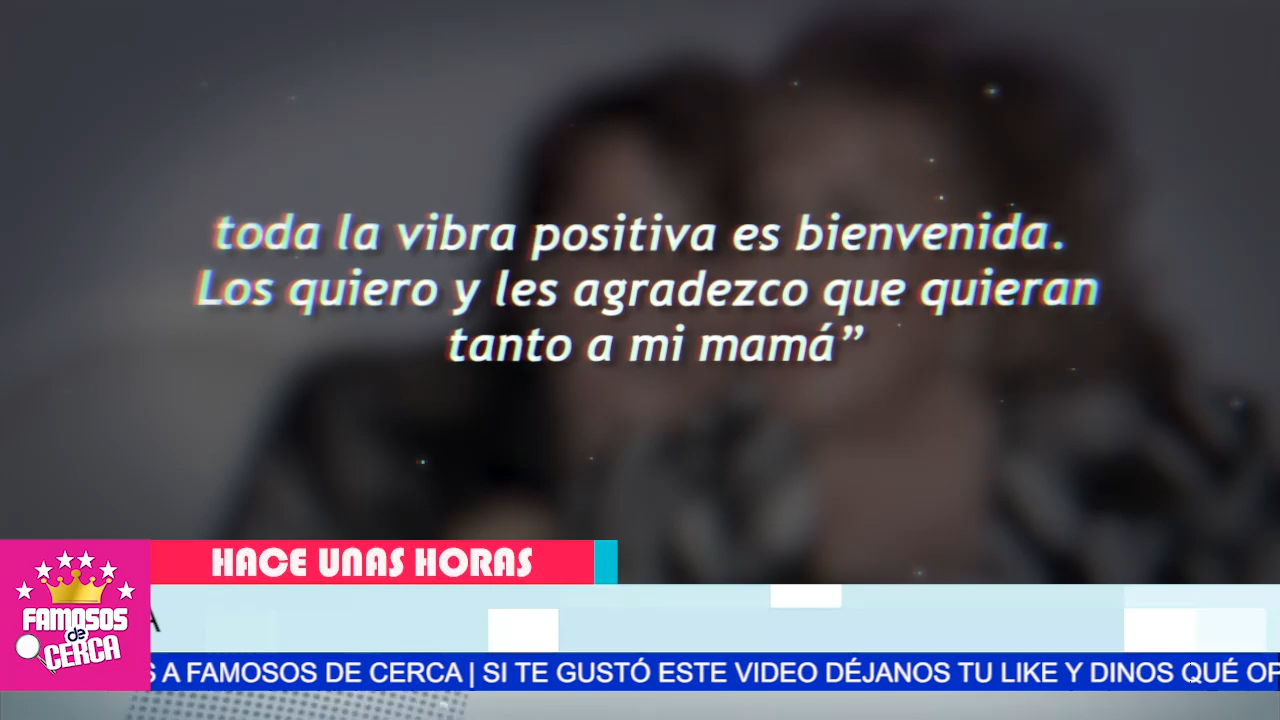 toda la vibra positiva es bienvenida.
Los quiero y les agradezco que quieran
tanto a mi mamá”
HACE UNAS HORAS
FAMOSOS
de
CERCA
A
S A FAMOSOS DE CERCA | SI TE GUSTÓ ESTE VIDEO DÉJANOS TU LIKE Y DINOS QUÉ OP